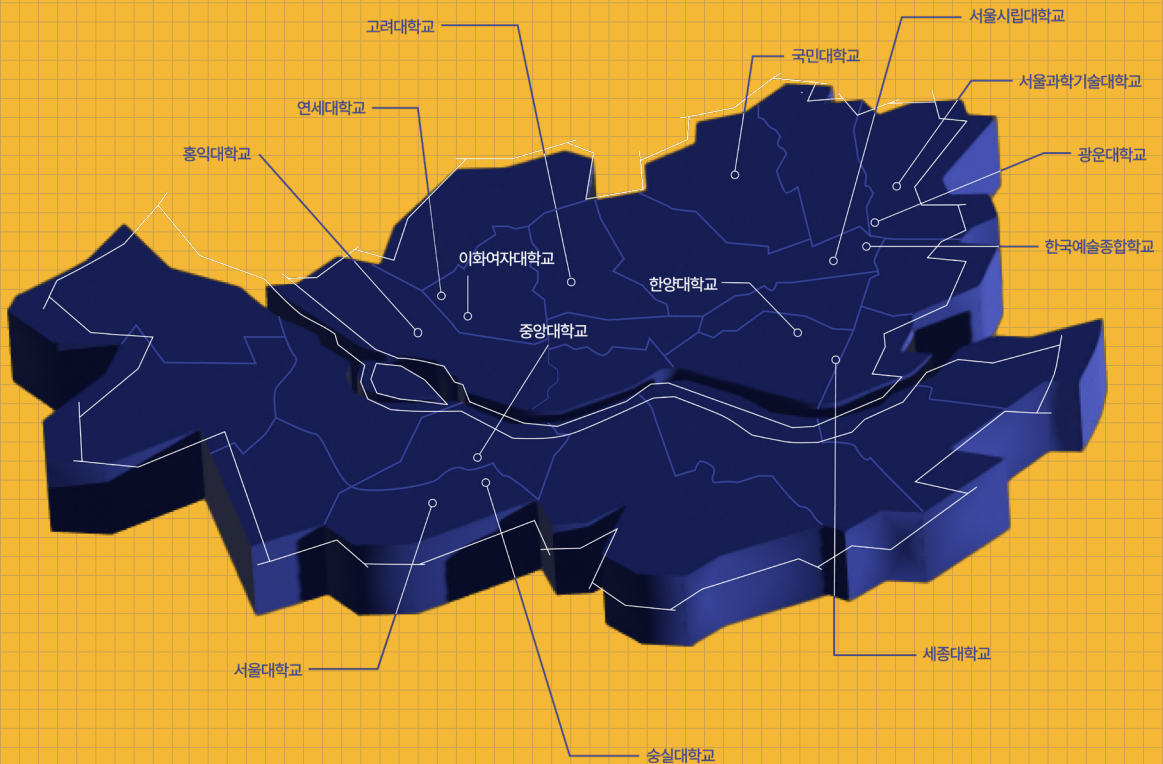 서울시립대학교
고려대학교
국민대학교
서울과학기술대학교
연세대학교
홍익대학교
광운대학교
한국예술종합학교
이화여자대학교
한양대학교
중앙대학교
세종대학교
서울대학교
숭실대학교